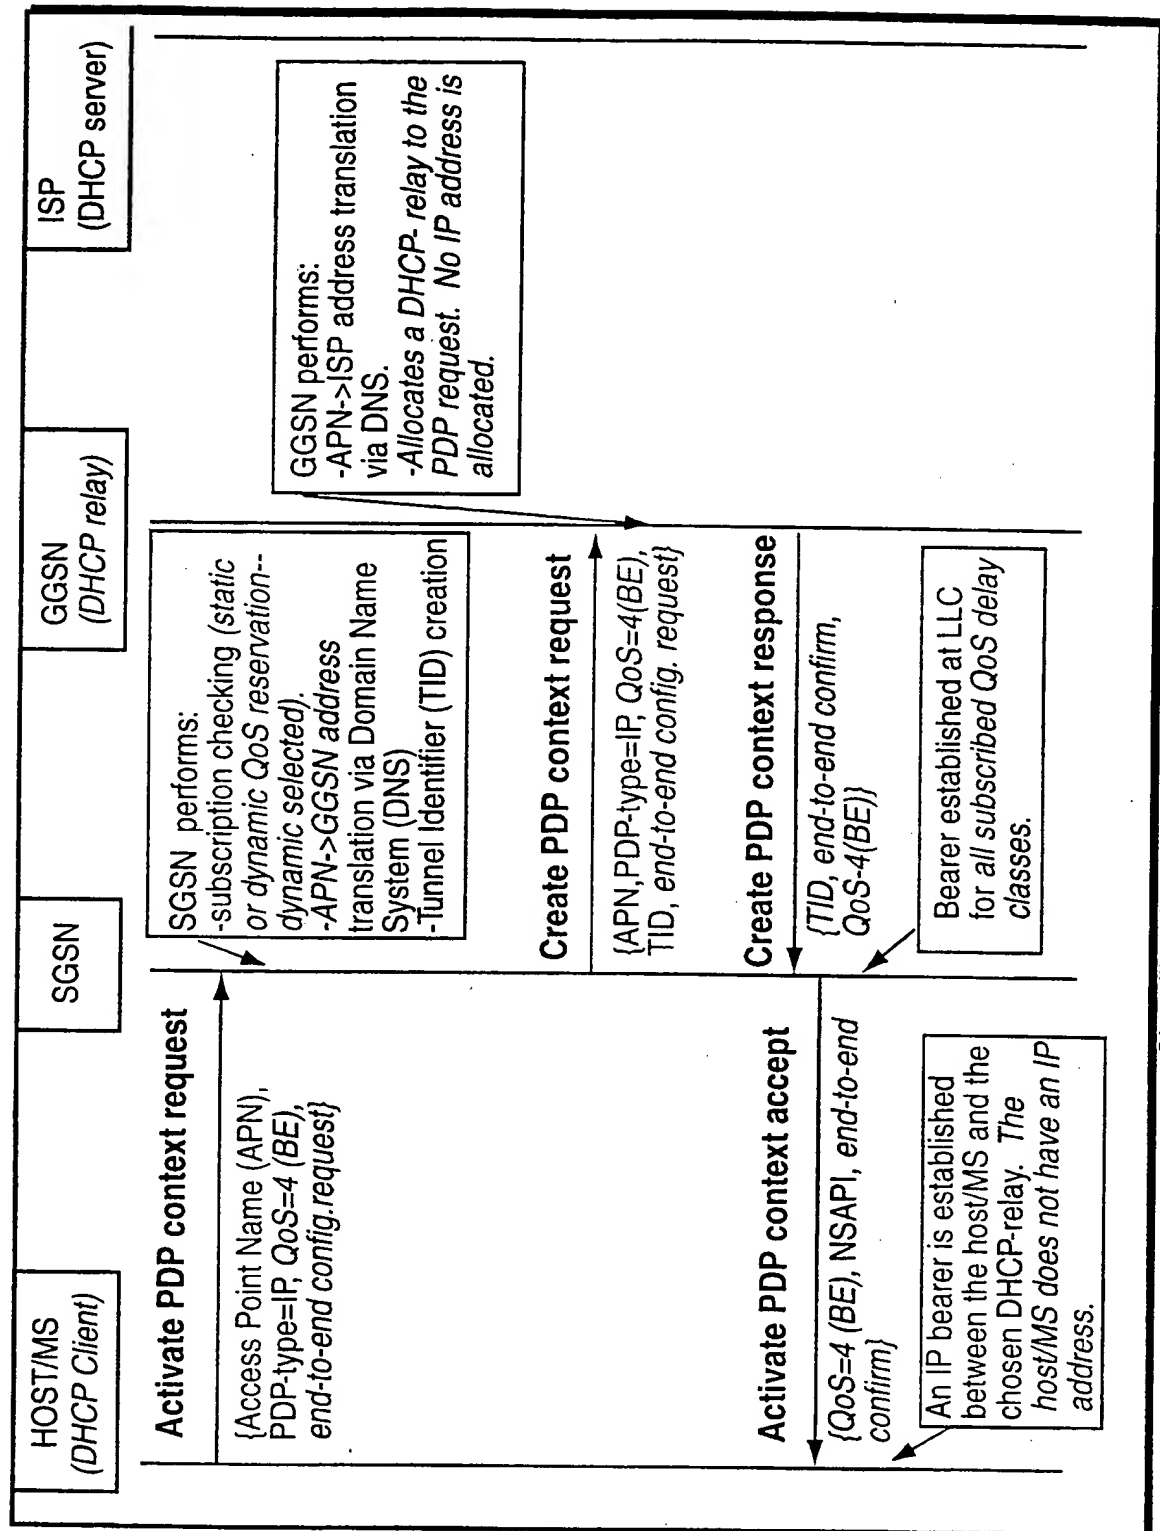 HOST/MS
(DHCP Client)
SGSN
GGSN
(DHCP relay)
ISP
(DHCP server)
Activate PDP context request
{Access Point Name (APN),
PDP-type=IP, QoS=4 (BE),
end-to-end config.request}
SGSN performs:
-subscription checking (static
or dynamic QoS reservation--
dynamic selected).
-APN->GGSN address
translation via Domain Name
System (DNS)
-Tunnel Identifier (TID) creation
Create PDP context request
{APN,PDP-type=IP, QoS=4(BE),
TID, end-to-end config. request}
GGSN performs:
-APN->ISP address translation
via DNS.
-Allocates a DHCP- relay to the
PDP request. No IP address is
allocated.
Create PDP context response
{TID, end-to-end confirm,
QoS-4(BE)}
Bearer established at LLC
for all subscribed QoS delay
classes.
Activate PDP context accept
{QoS=4 (BE), NSAPI, end-to-end
confirm}
An IP bearer is established
between the host/MS and the
chosen DHCP-relay. The
host/MS does not have an IP
address.